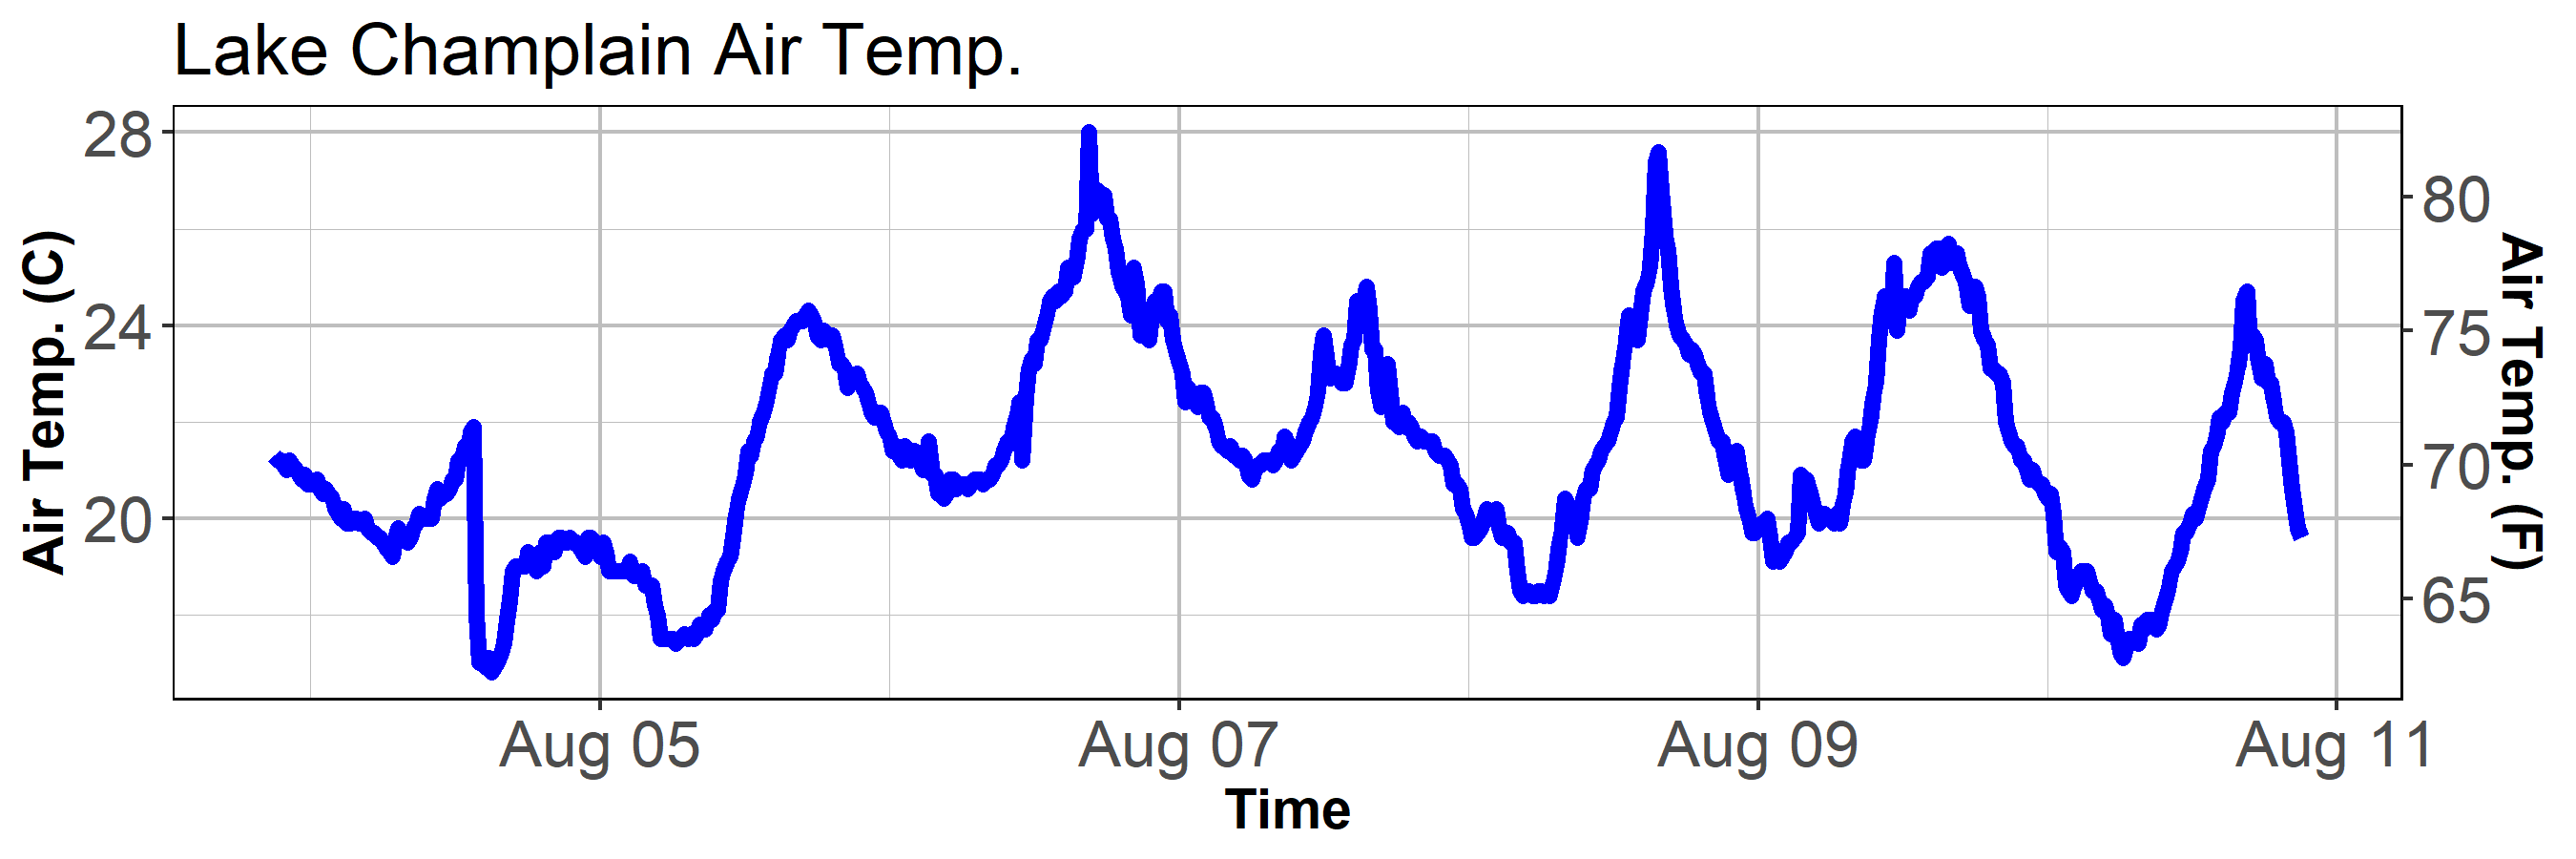 Lake Champlain Air Temp.
28
24
20
Air Temp. (C)
80
75
70
65
Air Temp. (F)
Aug 05 Aug 07 Aug 09 Aug 11
Time